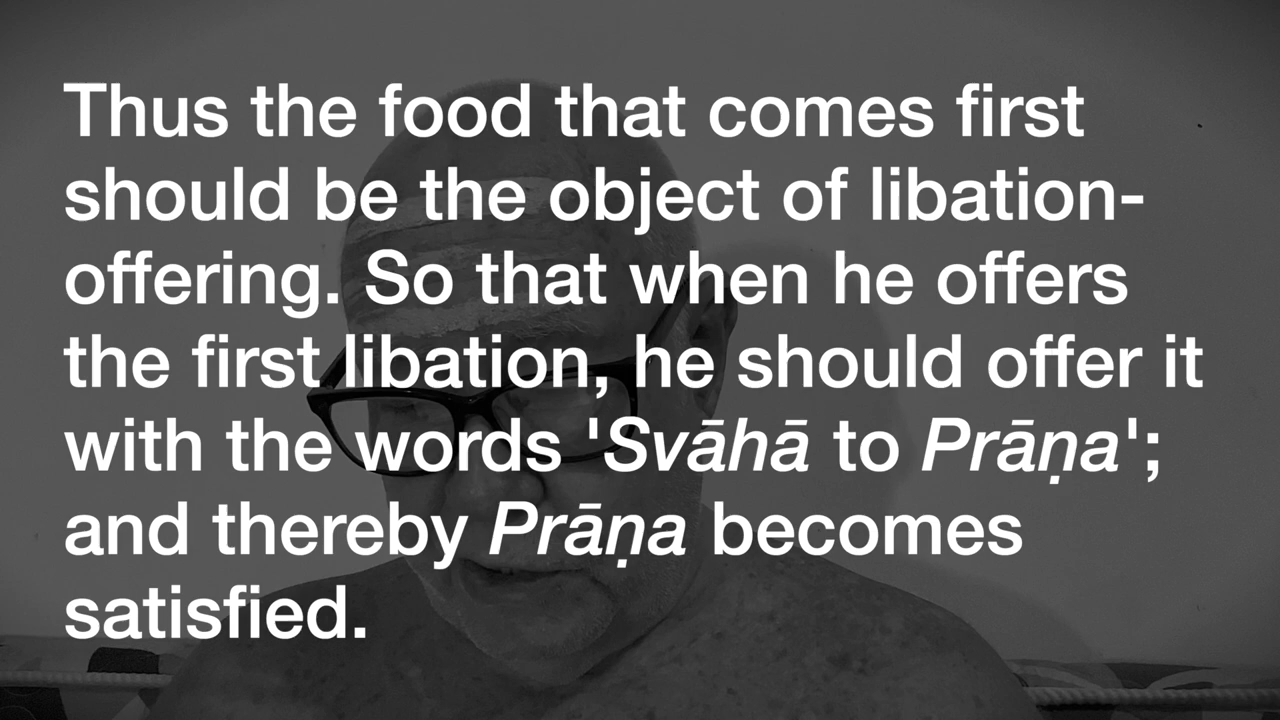 Thus the food that comes first
should be the object of libation-
offering. So that when he offers
the first libation, he should offer it
with the words 'Svāhā to Prāṇa';
and thereby Prāṇa becomes
satisfied.